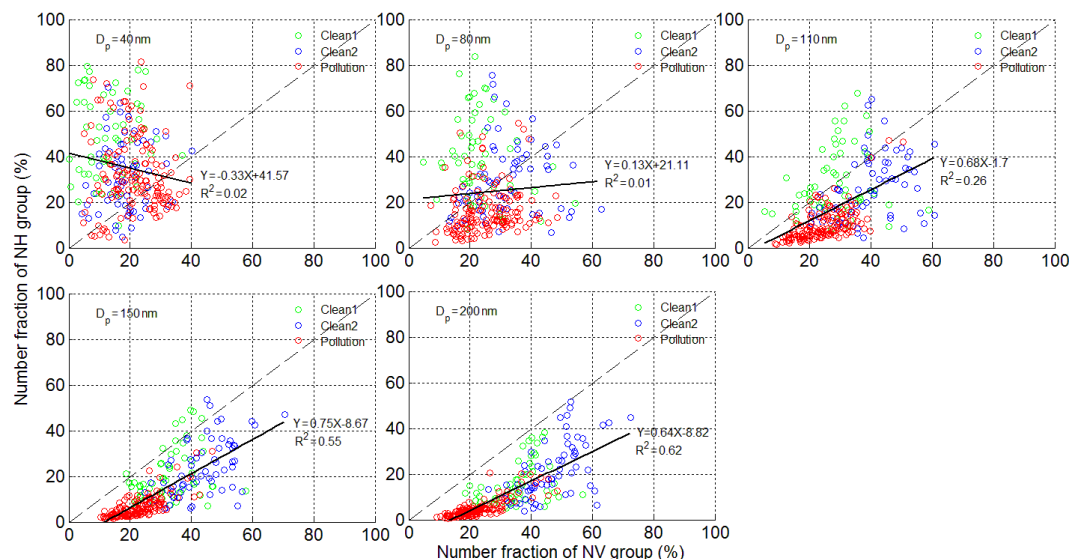 D_p = 40 nm
Clean1
Clean2
Pollution
Y=-0.33X+41.57
R^2=0.02
100
80
60
40
20
0
0 20 40 60 80 100
D_p = 80 nm
Clean1
Clean2
Pollution
Y=0.13X+21.11
R^2=0.01
100
80
60
40
20
0
0 20 40 60 80 100
D_p = 110 nm
Clean1
Clean2
Pollution
Y=0.68X-1.7
R^2=0.26
100
80
60
40
20
0
0 20 40 60 80 100
Number fraction of NH group (%)
D_p = 150 nm
Clean1
Clean2
Pollution
Y=0.75X-8.67
R^2=0.55
100
80
60
40
20
0
0 20 40 60 80 100
D_p = 200 nm
Clean1
Clean2
Pollution
Y=0.64X-8.82
R^2=0.62
100
80
60
40
20
0
0 20 40 60 80 100
Number fraction of NV group (%)